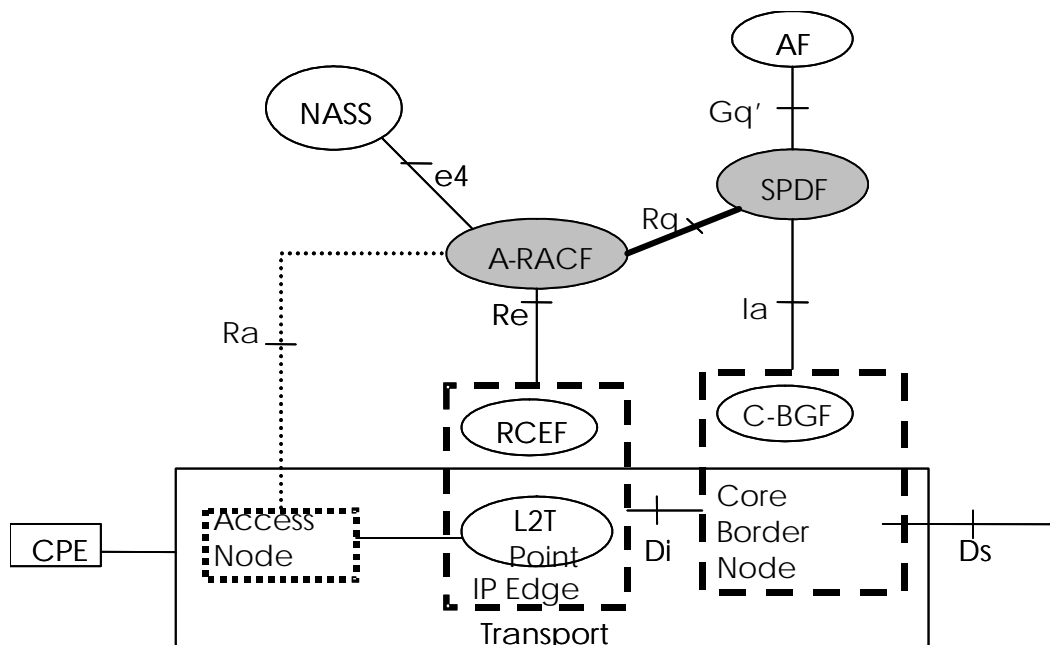 AF
NASS
Gq’
e4
SPDF
Rq
A-RACF
Re
Ia
Ra
C-BGF
RCEF
Core
Border
Node
Access
Node
L2T
Point
IP Edge
CPE
Di
Ds
Transport